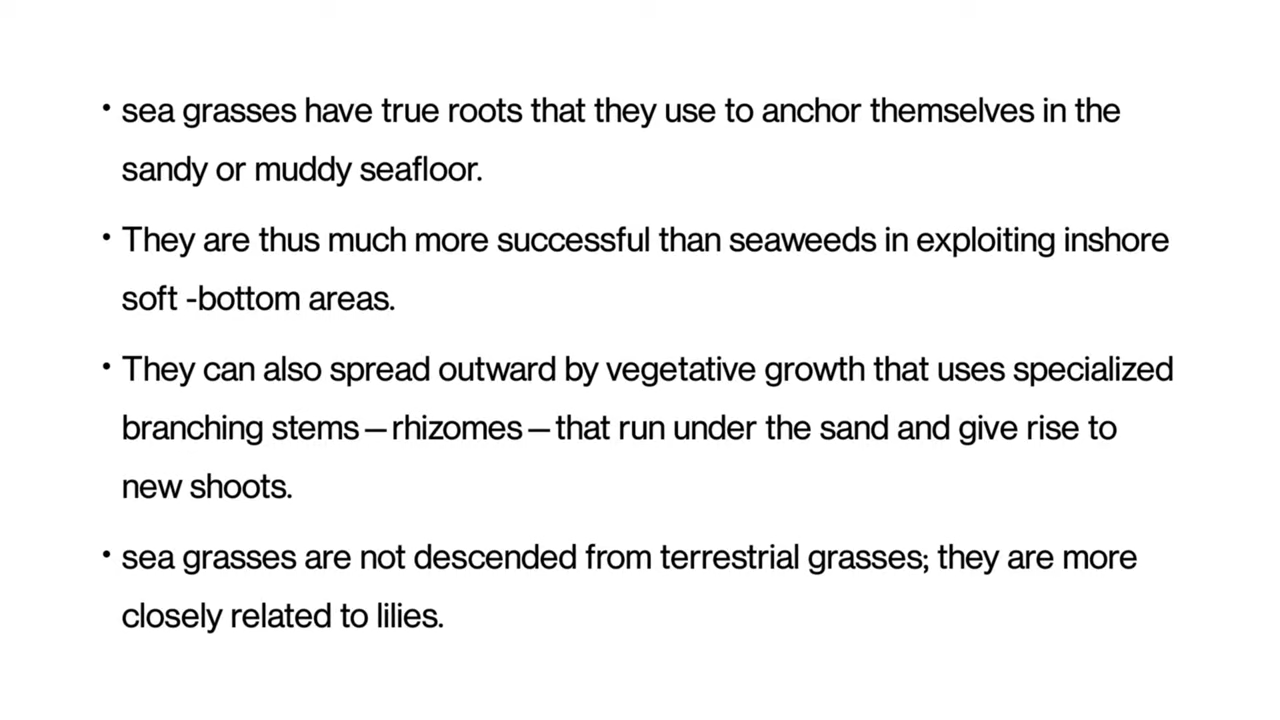 • sea grasses have true roots that they use to anchor themselves in the
sandy or muddy seafloor.
• They are thus much more successful than seaweeds in exploiting inshore
soft -bottom areas.
• They can also spread outward by vegetative growth that uses specialized
branching stems—rhizomes—that run under the sand and give rise to
new shoots.
• sea grasses are not descended from terrestrial grasses; they are more
closely related to lilies.